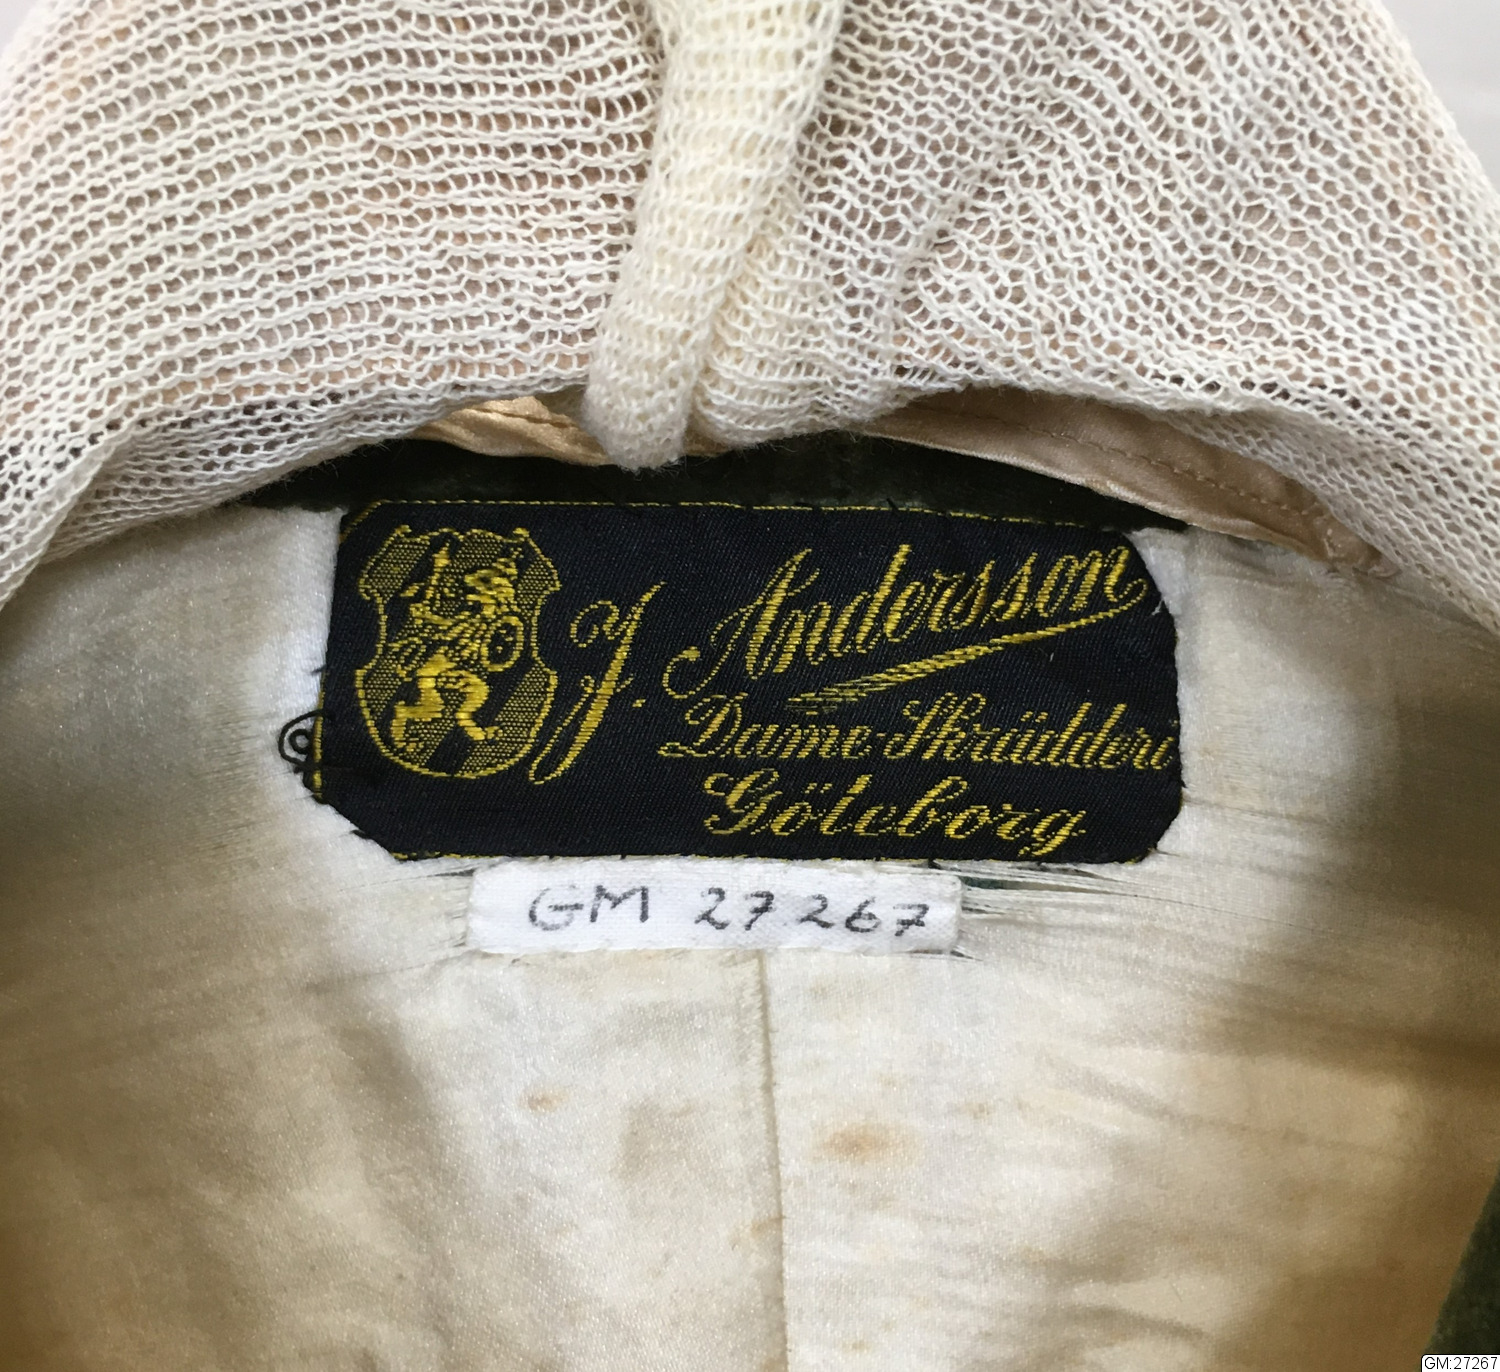 J. Andersson
Dame-Skrädderi
Göteborg
GM 27267
GM:27267